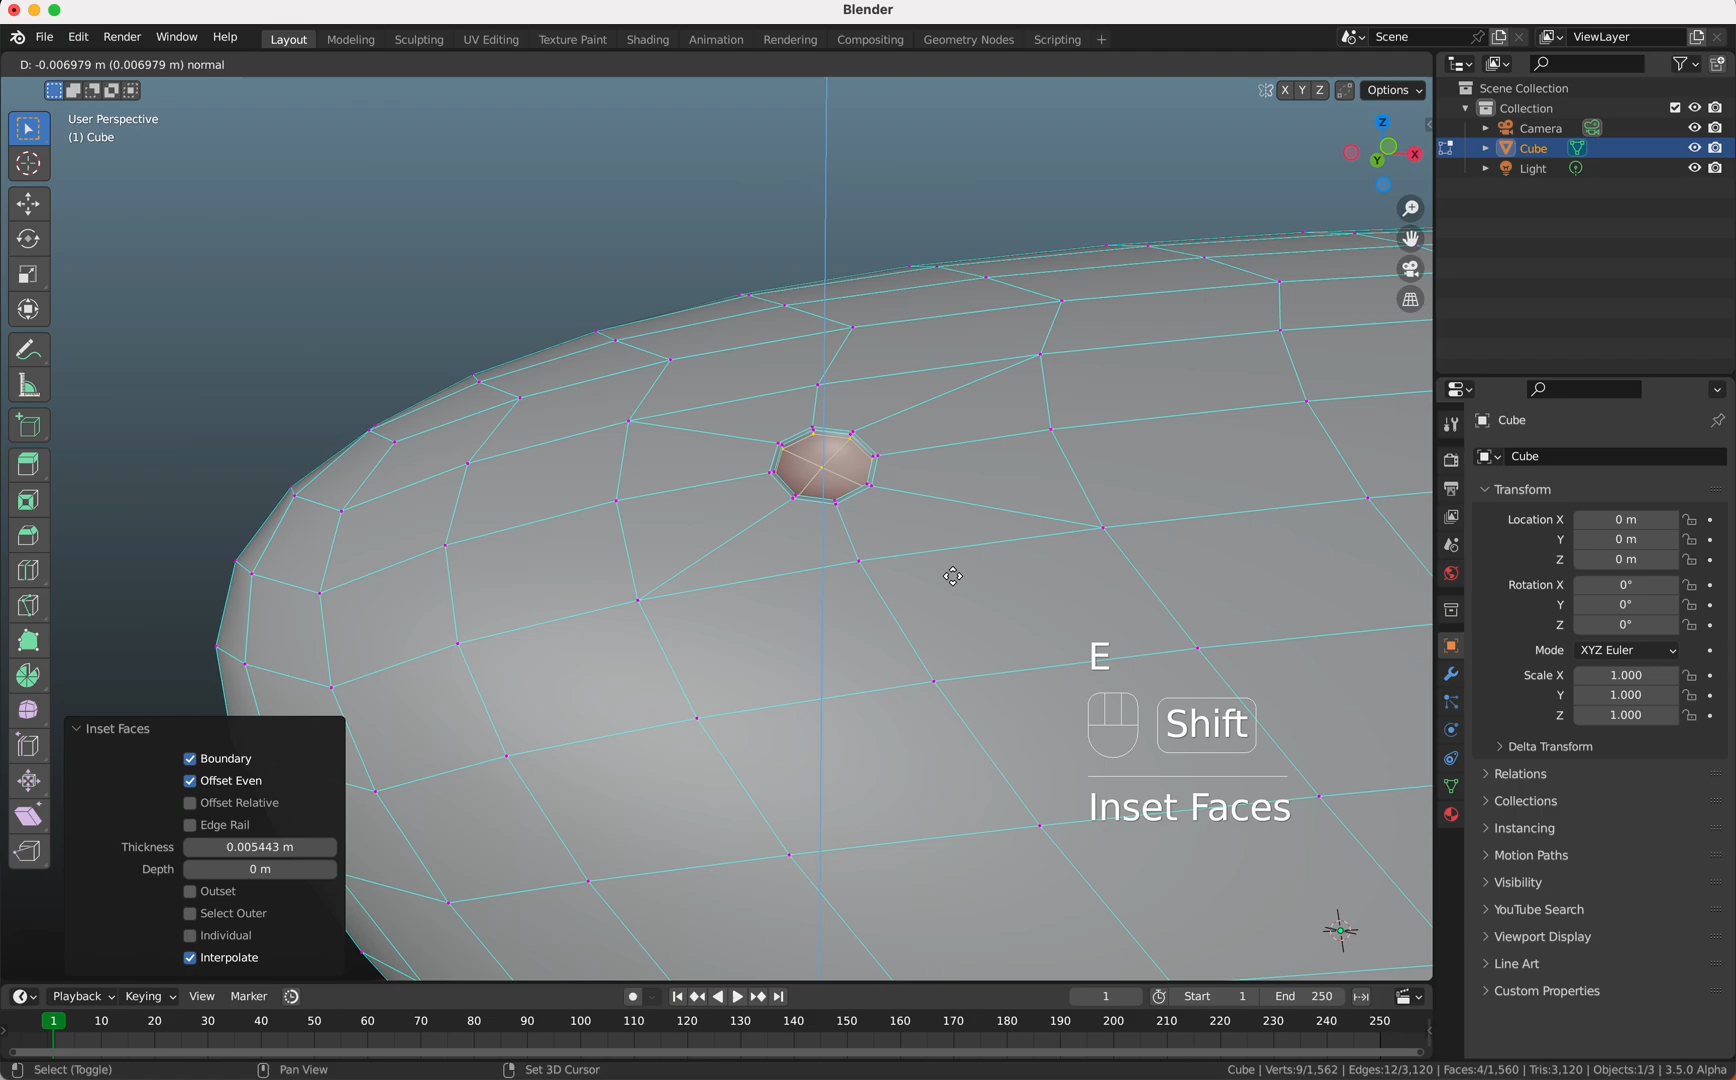 Blender
File Edit Render Window Help
Layout Modeling Sculpting UV Editing Texture Paint Shading Animation Rendering Compositing Geometry Nodes Scripting +
Scene
ViewLayer
D: -0.006979 m (0.006979 m) normal
X Y Z
Options
User Perspective
(1) Cube
Z
X
Y
Scene Collection
Collection
Camera
Cube
Light
Cube
Cube
Transform
Location X 0 m
Y 0 m
Z 0 m
Rotation X 0°
Y 0°
Z 0°
Mode XYZ Euler
Scale X 1.000
Y 1.000
Z 1.000
Delta Transform
Relations
Collections
Instancing
Motion Paths
Visibility
YouTube Search
Viewport Display
Line Art
Custom Properties
E
Shift
Inset Faces
Inset Faces
Boundary
Offset Even
Offset Relative
Edge Rail
Thickness 0.005443 m
Depth 0 m
Outset
Select Outer
Individual
Interpolate
Playback Keying View Marker
1
Start 1
End 250
1 10 20 30 40 50 60 70 80 90 100 110 120 130 140 150 160 170 180 190 200 210 220 230 240 250
Select (Toggle)
Pan View
Set 3D Cursor
Cube | Verts:9/1,562 | Edges:12/3,120 | Faces:4/1,560 | Tris:3,120 | Objects:1/3 | 3.5.0 Alpha